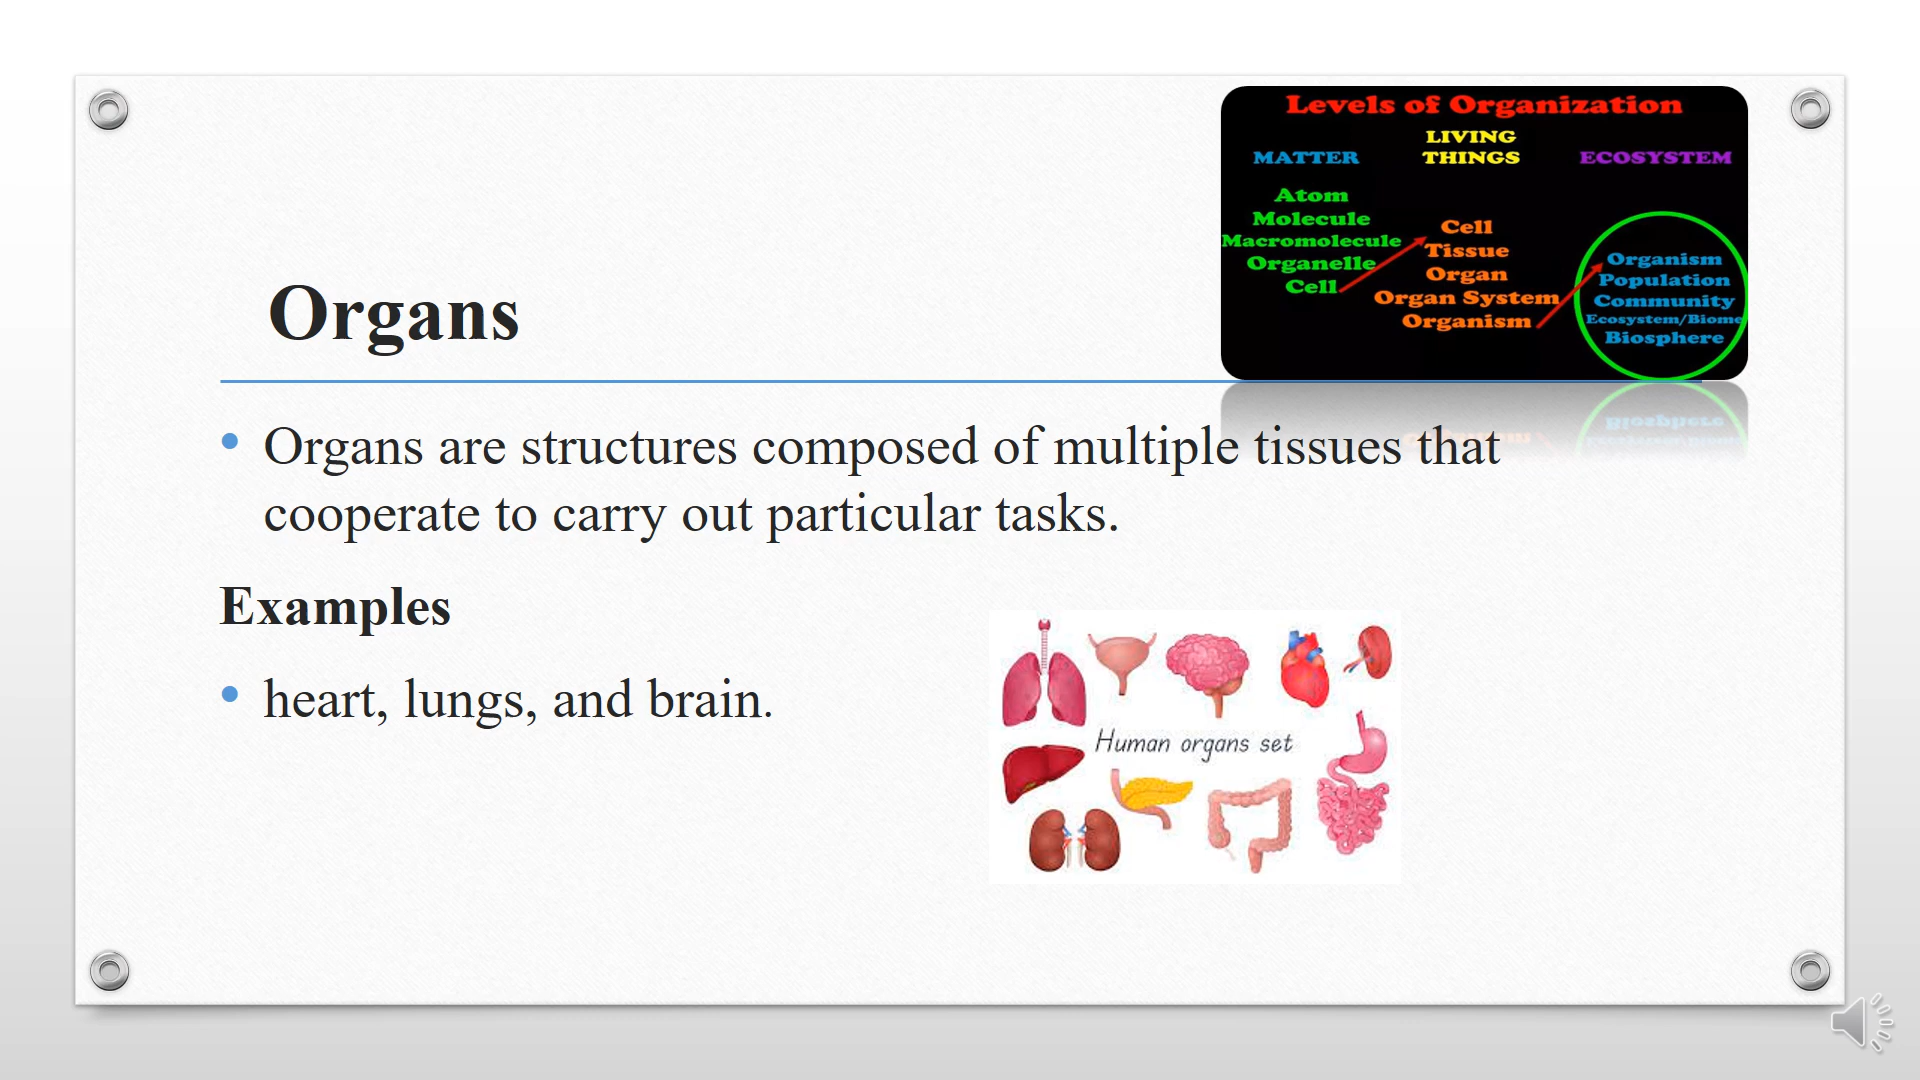 Levels of Organization
MATTER
Atom
Molecule
Macromolecule
Organelle
Cell
LIVING
THINGS
Cell
Tissue
Organ
Organ System
Organism
ECOSYSTEM
Organism
Population
Community
Ecosystem/Biome
Biosphere
Organs
Organs are structures composed of multiple tissues that
cooperate to carry out particular tasks.
Examples
heart, lungs, and brain.
Human organs set